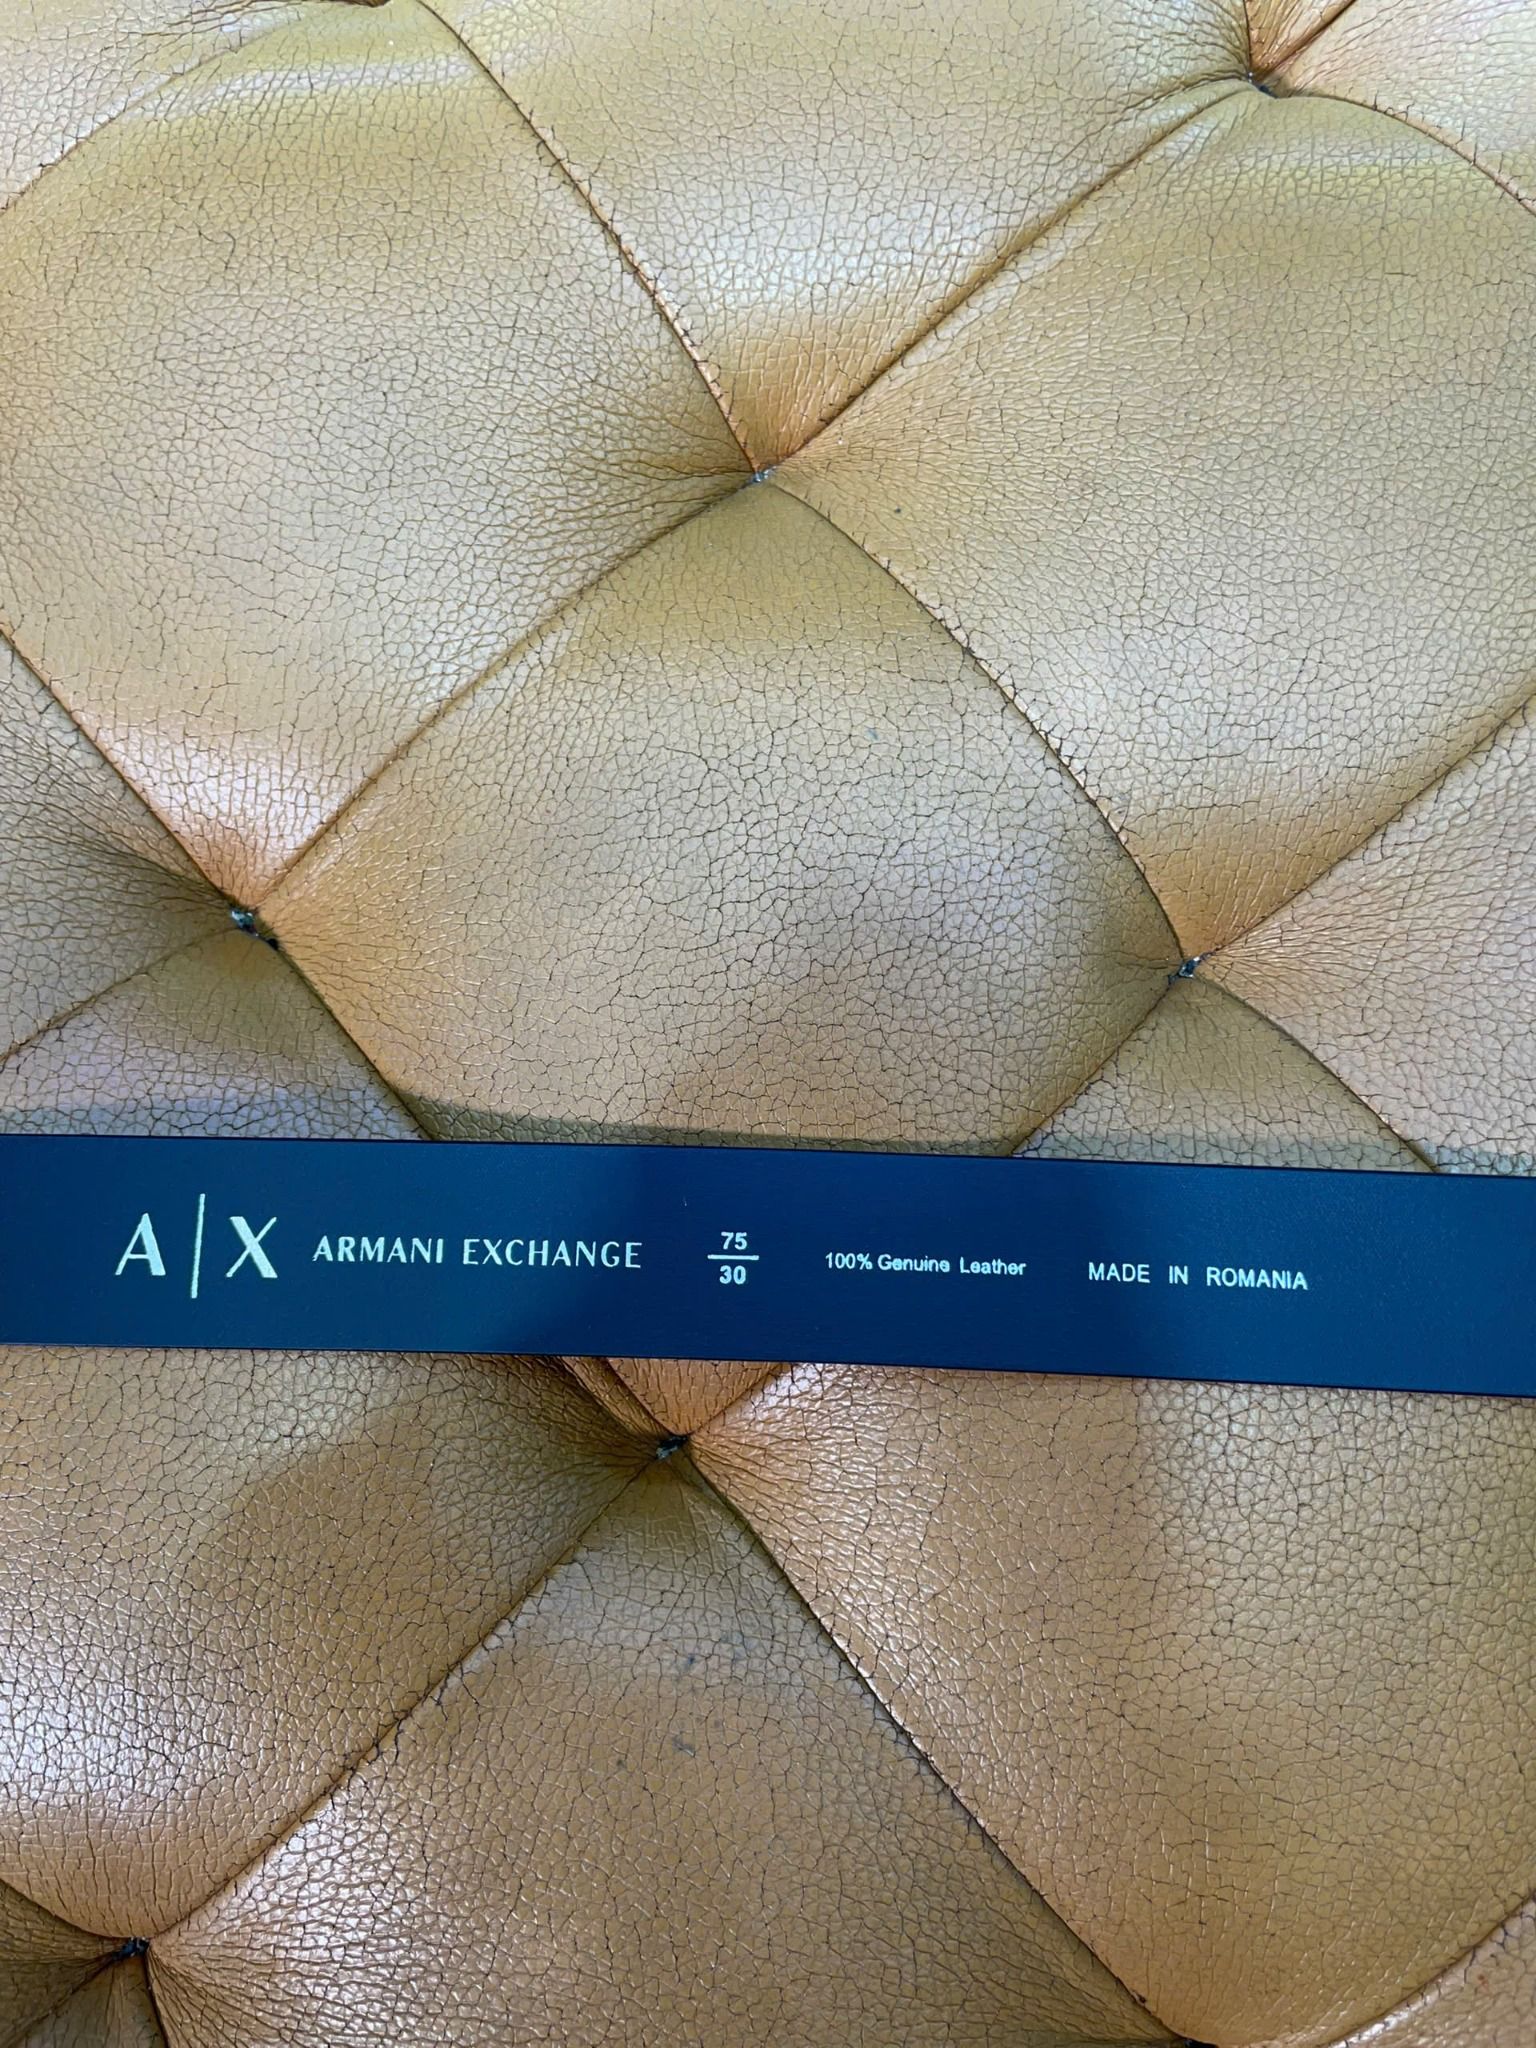 A|X ARMANI EXCHANGE 75/30 100% Genuine Leather MADE IN ROMANIA